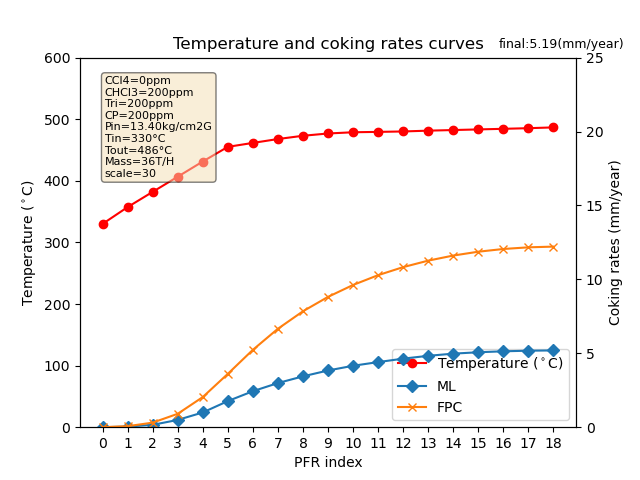 Temperature and coking rates curves
final:5.19(mm/year)
CCl4=0ppm
CHCl3=200ppm
Tri=200ppm
CP=200ppm
Pin=13.40kg/cm2G
Tin=330°C
Tout=486°C
Mass=36T/H
scale=30
Temperature (°C)
600
500
400
300
200
100
0
25
20
15
10
5
0
Coking rates (mm/year)
Temperature (°C)
ML
FPC
0 1 2 3 4 5 6 7 8 9 10 11 12 13 14 15 16 17 18
PFR index